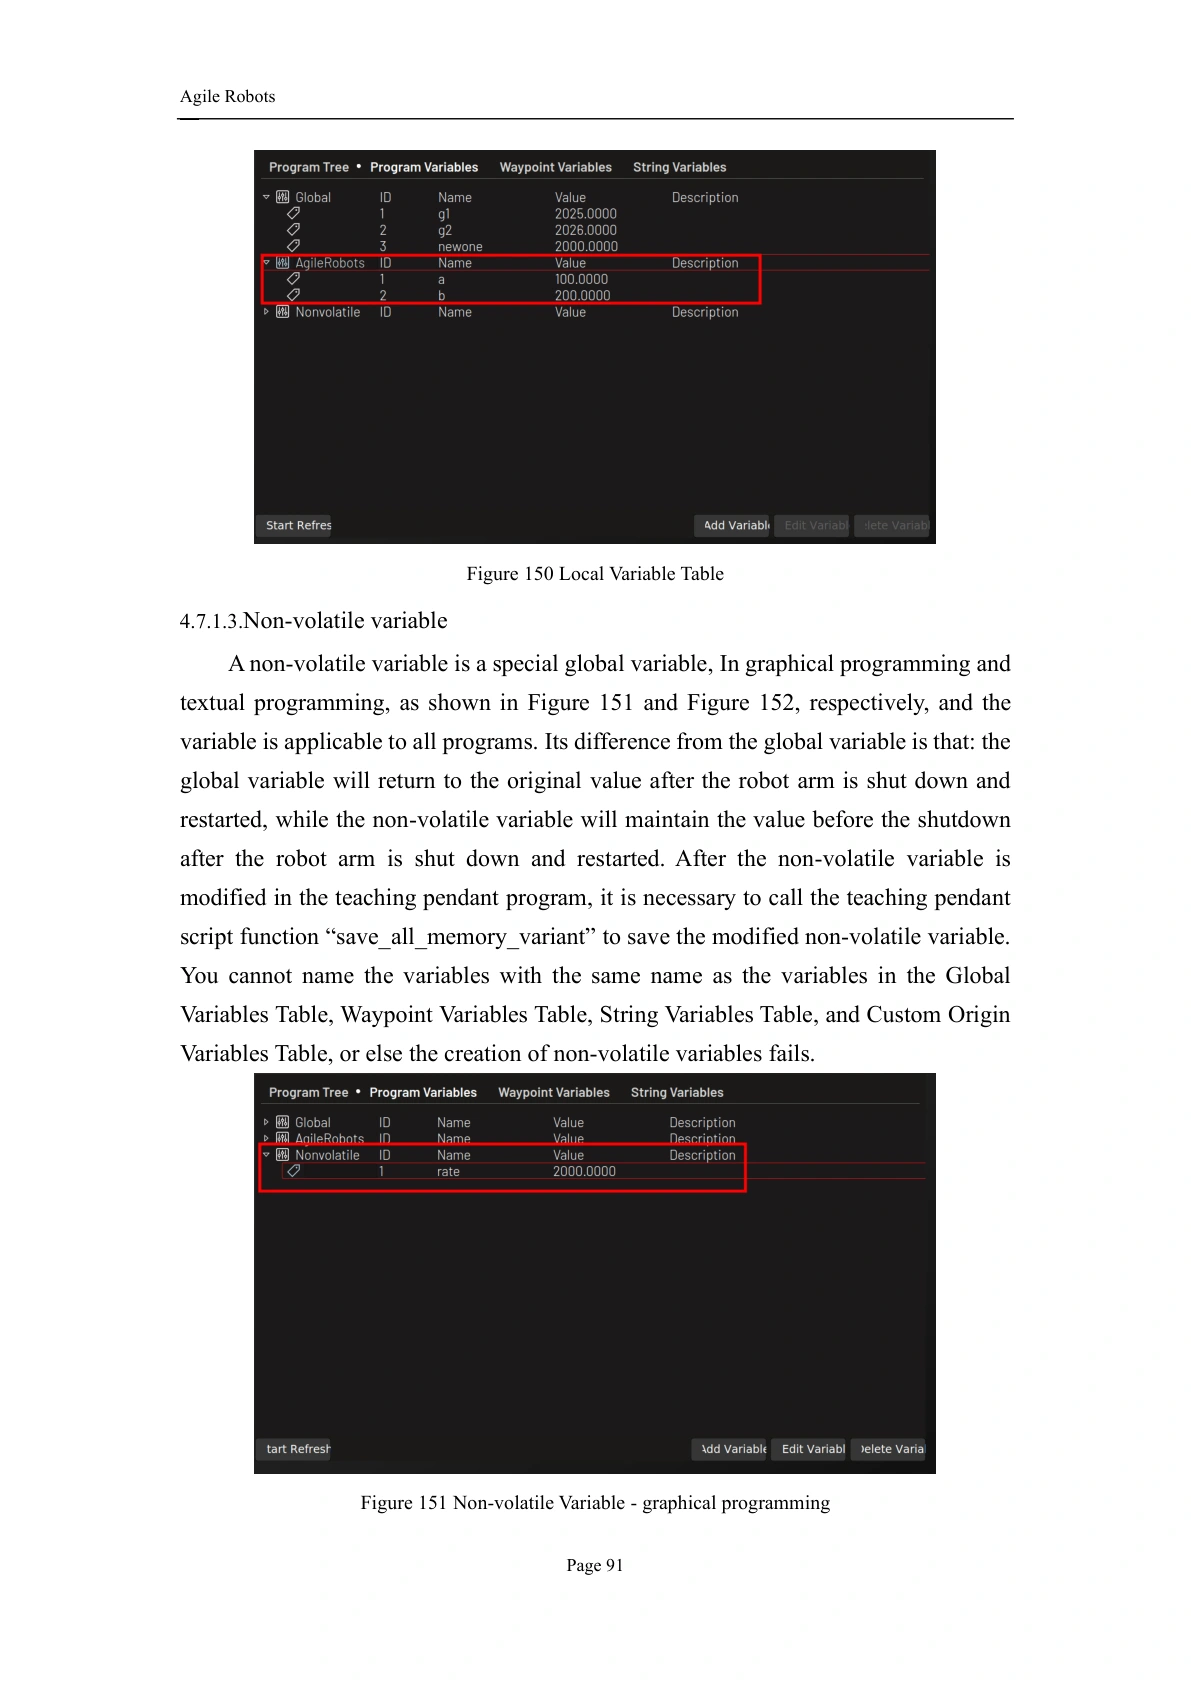 Agile Robots
Program Tree • Program Variables Waypoint Variables String Variables
Global ID Name Value Description
1 g1 2025.0000
2 g2 2026.0000
3 newone 2000.0000
AgileRobots ID Name Value Description
1 a 100.0000
2 b 200.0000
Nonvolatile ID Name Value Description
Start Refres Add Variabl Edit Variabl lete Variabl
Figure 150 Local Variable Table
4.7.1.3.Non-volatile variable
A non-volatile variable is a special global variable, In graphical programming and
textual programming, as shown in Figure 151 and Figure 152, respectively, and the
variable is applicable to all programs. Its difference from the global variable is that: the
global variable will return to the original value after the robot arm is shut down and
restarted, while the non-volatile variable will maintain the value before the shutdown
after the robot arm is shut down and restarted. After the non-volatile variable is
modified in the teaching pendant program, it is necessary to call the teaching pendant
script function “save_all_memory_variant” to save the modified non-volatile variable.
You cannot name the variables with the same name as the variables in the Global
Variables Table, Waypoint Variables Table, String Variables Table, and Custom Origin
Variables Table, or else the creation of non-volatile variables fails.
Program Tree • Program Variables Waypoint Variables String Variables
Global ID Name Value Description
AgileRobots ID Name Value Description
Nonvolatile ID Name Value Description
1 rate 2000.0000
tart Refresh Add Variable Edit Variabl Delete Varia
Figure 151 Non-volatile Variable - graphical programming
Page 91